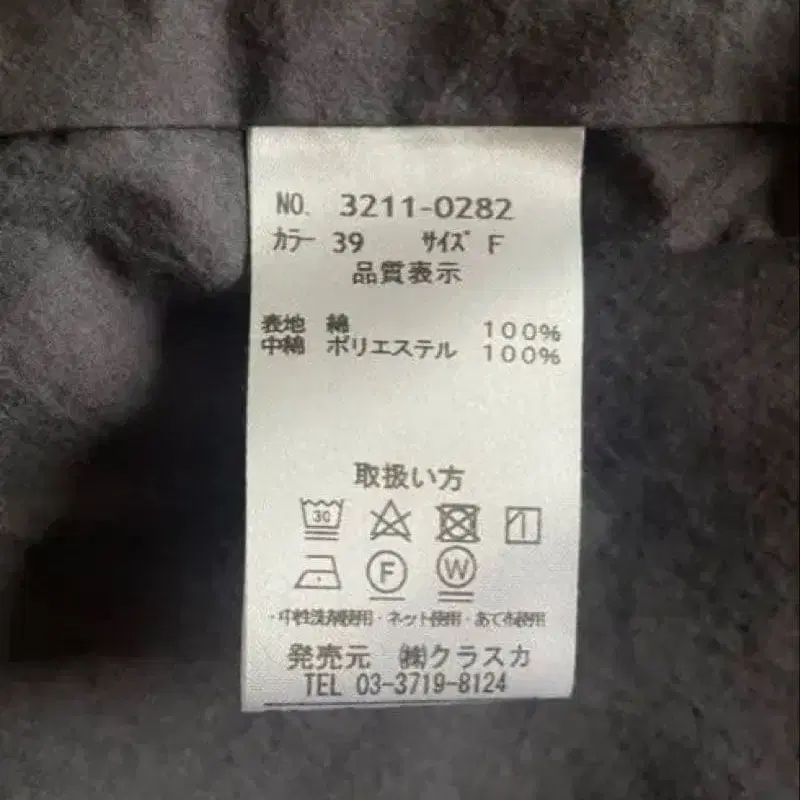 NO. 3211-0282
カラー 39 サイズ F
品質表示
表地 綿 100%
中綿 ポリエステル 100%
取扱い方
30
F W
・中性洗剤使用・ネット使用・あて布使用
発売元 ㈱クラスカ
TEL 03-3719-8124